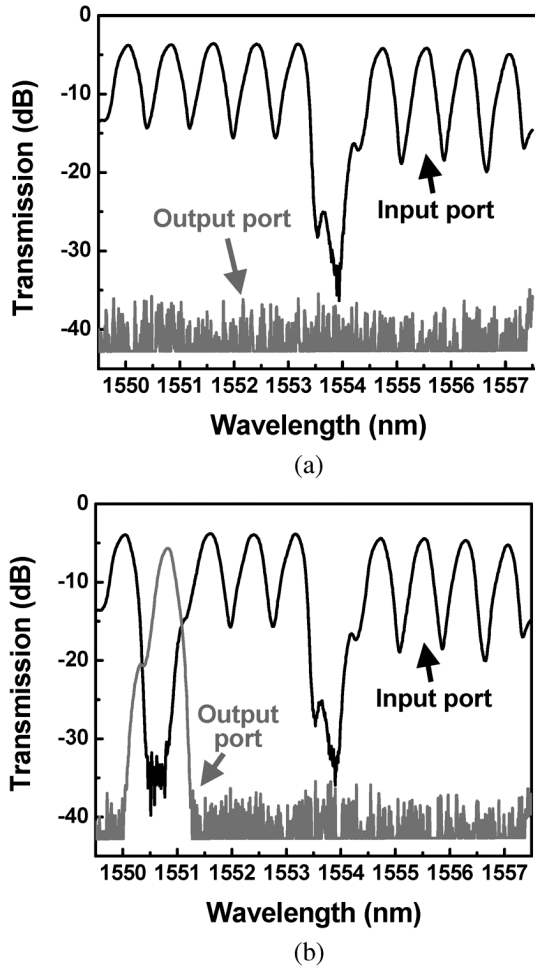 0
-10
-20
-30
-40
Transmission (dB)
Output port
Input port
1550 1551 1552 1553 1554 1555 1556 1557
Wavelength (nm)
(a)
0
-10
-20
-30
-40
Transmission (dB)
Output
port
Input port
1550 1551 1552 1553 1554 1555 1556 1557
Wavelength (nm)
(b)